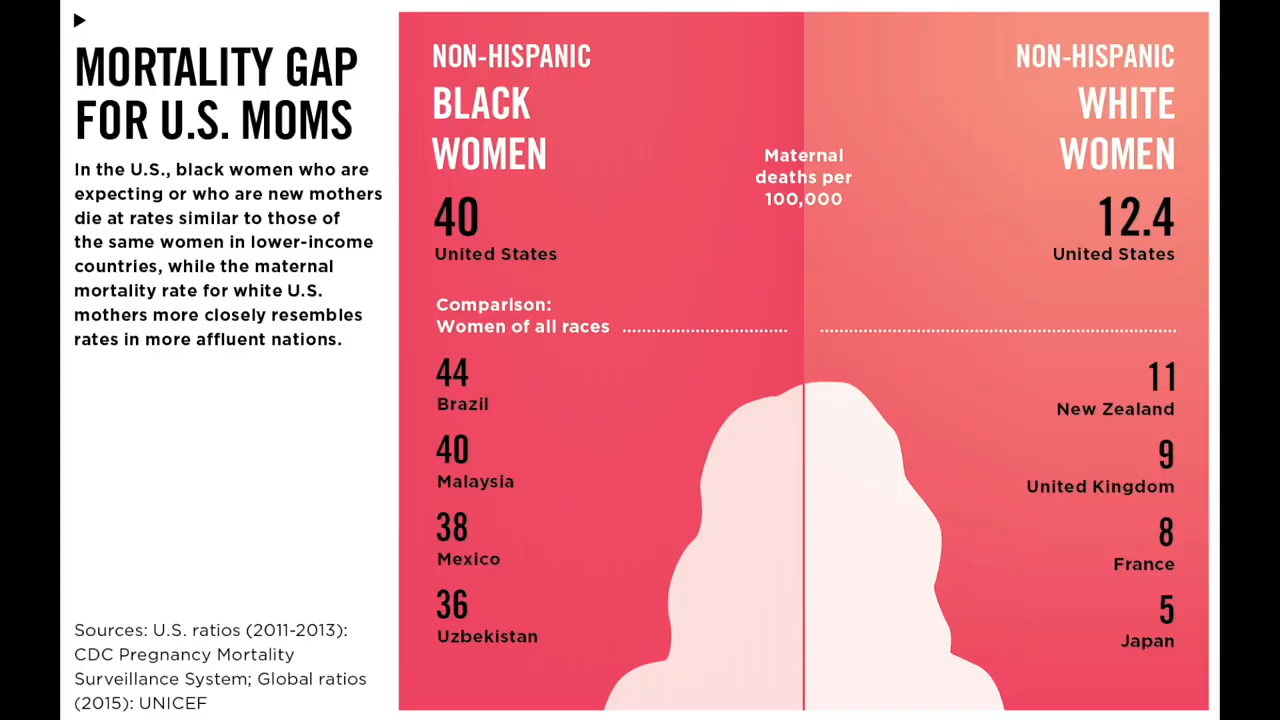 MORTALITY GAP
FOR U.S. MOMS
In the U.S., black women who are
expecting or who are new mothers
die at rates similar to those of
the same women in lower-income
countries, while the maternal
mortality rate for white U.S.
mothers more closely resembles
rates in more affluent nations.
Sources: U.S. ratios (2011-2013):
CDC Pregnancy Mortality
Surveillance System; Global ratios
(2015): UNICEF
NON-HISPANIC
BLACK
WOMEN
40
United States
Maternal
deaths per
100,000
NON-HISPANIC
WHITE
WOMEN
12.4
United States
Comparison:
Women of all races
44
Brazil
40
Malaysia
38
Mexico
36
Uzbekistan
11
New Zealand
9
United Kingdom
8
France
5
Japan